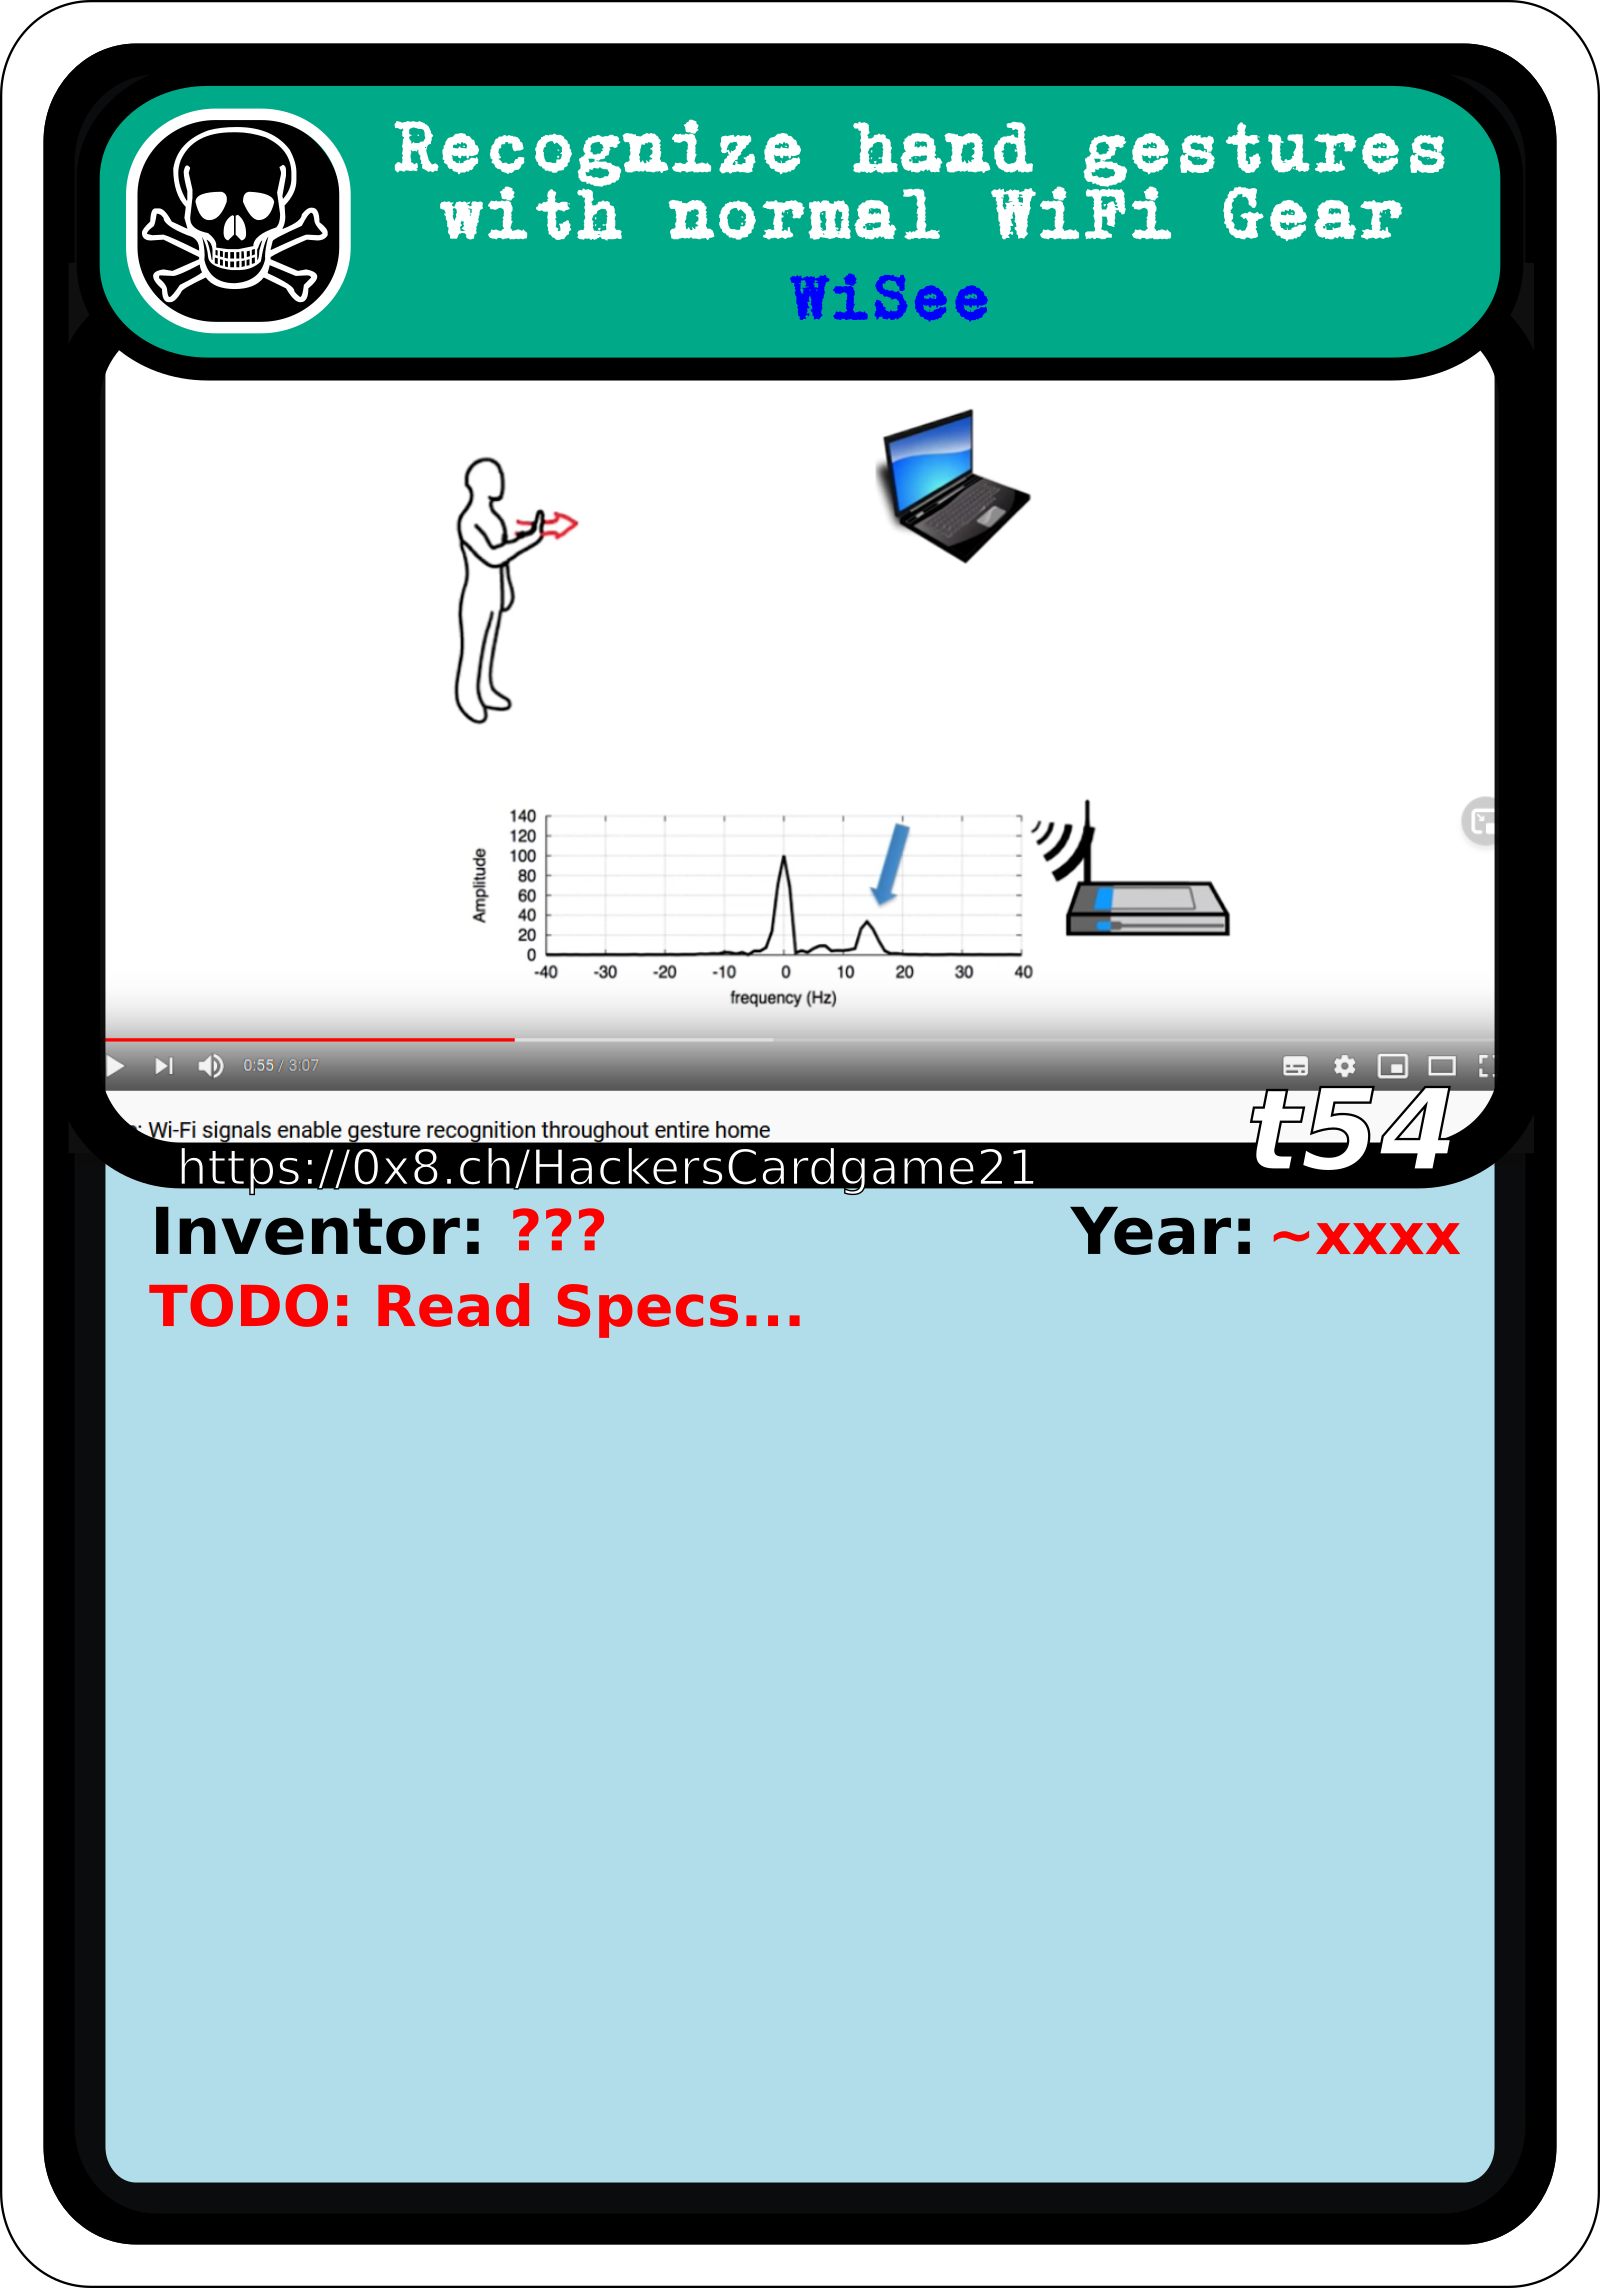 Recognize hand gestures
with normal WiFi Gear
WiSee
Amplitude
140
120
100
80
60
40
20
0
-40 -30 -20 -10 0 10 20 30 40
frequency (Hz)
0:55 / 3:07
: Wi-Fi signals enable gesture recognition throughout entire home
t54
https://0x8.ch/HackersCardgame21
Inventor: ??? Year: ~xxxx
TODO: Read Specs...